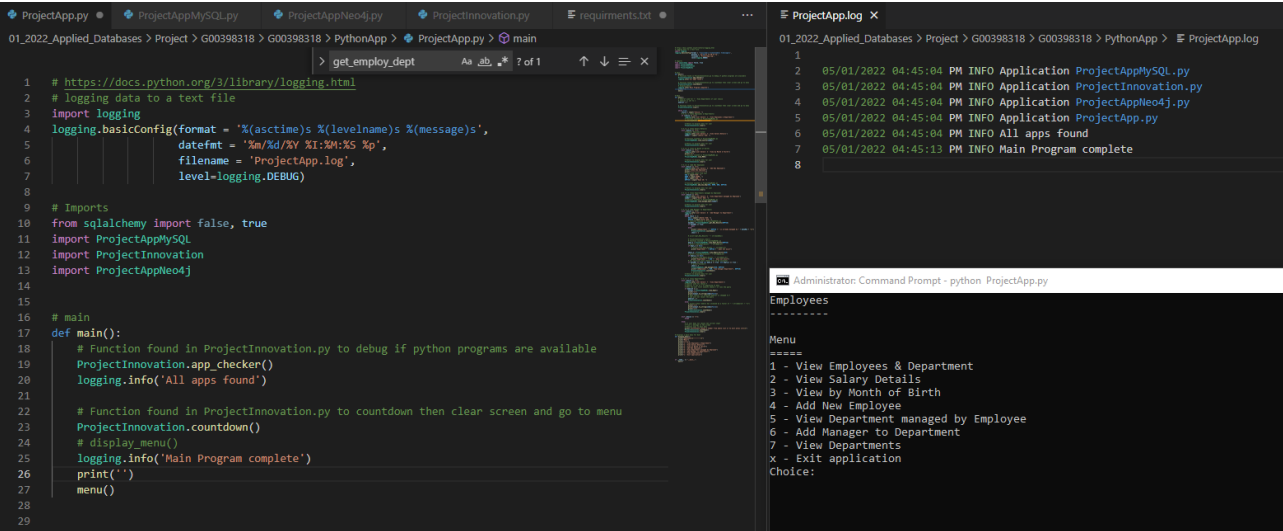 ProjectApp.py ●
ProjectAppMySQL.py
ProjectAppNeo4j.py
ProjectInnovation.py
requirments.txt ●
···
01_2022_Applied_Databases > Project > G00398318 > G00398318 > PythonApp > ProjectApp.py > main
> get_employ_dept Aa ab .* ? of 1 ↑ ↓ ×
1 # https://docs.python.org/3/library/logging.html
2 # logging data to a text file
3 import logging
4 logging.basicConfig(format = '%(asctime)s %(levelname)s %(message)s',
5 datefmt = '%m/%d/%Y %I:%M:%S %p',
6 filename = 'ProjectApp.log',
7 level=logging.DEBUG)
8
9 # Imports
10 from sqlalchemy import false, true
11 import ProjectAppMySQL
12 import ProjectInnovation
13 import ProjectAppNeo4j
14
15
16 # main
17 def main():
18 # Function found in ProjectInnovation.py to debug if python programs are available
19 ProjectInnovation.app_checker()
20 logging.info('All apps found')
21
22 # Function found in ProjectInnovation.py to countdown then clear screen and go to menu
23 ProjectInnovation.countdown()
24 # display_menu()
25 logging.info('Main Program complete')
26 print('')
27 menu()
28
29
ProjectApp.log ×
01_2022_Applied_Databases > Project > G00398318 > G00398318 > PythonApp > ProjectApp.log
1
2 05/01/2022 04:45:04 PM INFO Application ProjectAppMySQL.py
3 05/01/2022 04:45:04 PM INFO Application ProjectInnovation.py
4 05/01/2022 04:45:04 PM INFO Application ProjectAppNeo4j.py
5 05/01/2022 04:45:04 PM INFO Application ProjectApp.py
6 05/01/2022 04:45:04 PM INFO All apps found
7 05/01/2022 04:45:13 PM INFO Main Program complete
8
Administrator: Command Prompt - python ProjectApp.py
Employees
---------
Menu
=====
1 - View Employees & Department
2 - View Salary Details
3 - View by Month of Birth
4 - Add New Employee
5 - View Department managed by Employee
6 - Add Manager to Department
7 - View Departments
x - Exit application
Choice: